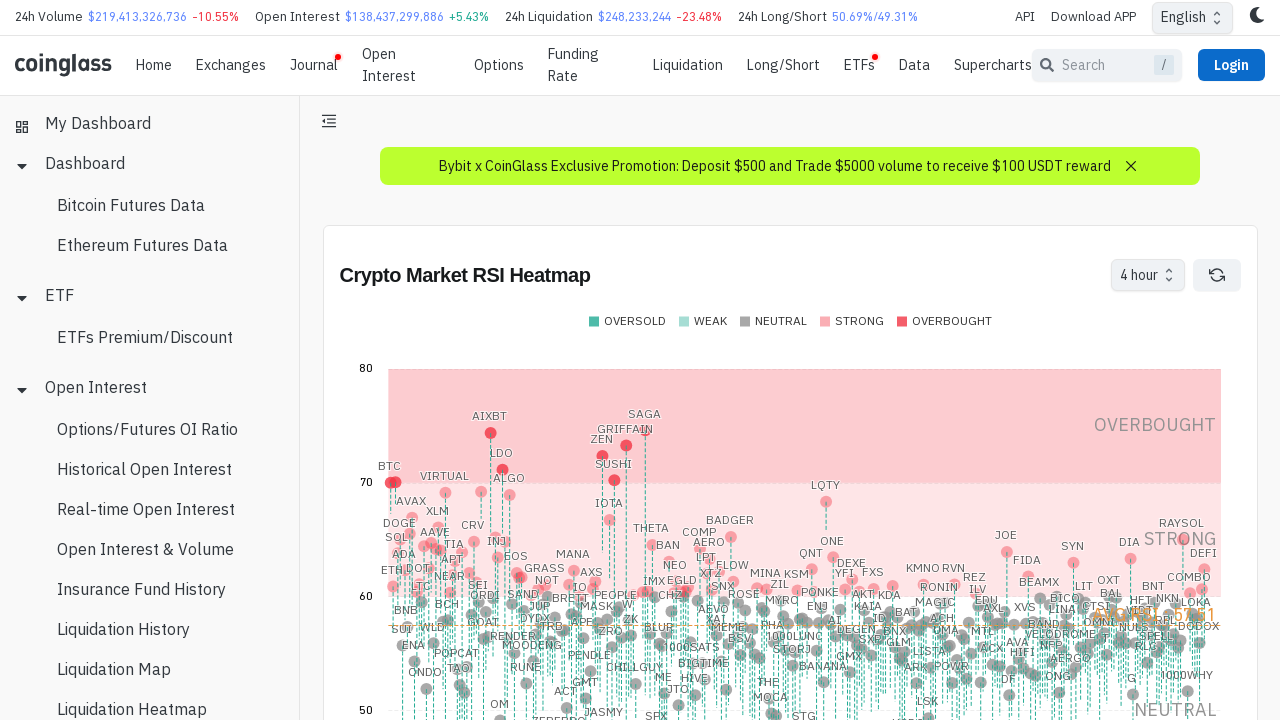 24h Volume $219,413,326,736 -10.55% Open Interest $138,437,299,886 +5.43% 24h Liquidation $248,233,244 -23.48% 24h Long/Short 50.69%/49.31% API Download APP English
coinglass Home Exchanges Journal Open Interest Options Funding Rate Liquidation Long/Short ETFs Data Supercharts Search / Login
My Dashboard
Dashboard
Bitcoin Futures Data
Ethereum Futures Data
ETF
ETFs Premium/Discount
Open Interest
Options/Futures OI Ratio
Historical Open Interest
Real-time Open Interest
Open Interest & Volume
Insurance Fund History
Liquidation History
Liquidation Map
Liquidation Heatmap
Bybit x CoinGlass Exclusive Promotion: Deposit $500 and Trade $5000 volume to receive $100 USDT reward
Crypto Market RSI Heatmap 4 hour
OVERSOLD WEAK NEUTRAL STRONG OVERBOUGHT
80
OVERBOUGHT
AIXBT SAGA
GRIFFAIN
ZEN
LDO
BTC SUSHI
70
VIRTUAL ALGO LQTY
AVAX IOTA
XLM
DOGE CRV THETA BADGER RAYSOL
SOL AAVE INJ COMP ONE JOE STRONG
TIA BAN AERO SYN DIA
ADA APT EOS MANA LPT QNT DEXE FIDA DEFI
ETH DOT NEAR GRASS AXS NEO XTZ FLOW MINA KSM YFI FXS KMNO RVN REZ COMBO
SEI NOT IO IMX EGLD SNX ZIL RONIN BEAMX LIT OXT BNT
60
LTC ORDI SAND BRETT PEOPLE CHZ ROSE MYRO PONKE AKT KDA ILV BICO BAL NKN
BNB BCH JUP MASK W AEVO ENJ KAIA MAGIC EDU AXL XVS LINA CTSI HFT LOKA
GOAT DYDX APE ZK XAI AI ID BAT ACH
SUI WLD TRB ZRO BLUR MEME PHA DEGEN BNX DMA MTL BAND OMNI
ENA RENDER MOODENG BSV 1000LUNC SXP GLM AVA VELODROME NFP SPELL
POPCAT PENDLE 1000SATS STORJ GMX LISTA ACX HIFI AERGO RLC
ONDO TAO RUNE CHILLGUY BIGTIME BANANA ARK POWR ONG 1000WHY
GMT ME HIVE THE DF G
ACT JTO MOCA LSK
OM JASMY SPX STG
50 NEUTRAL